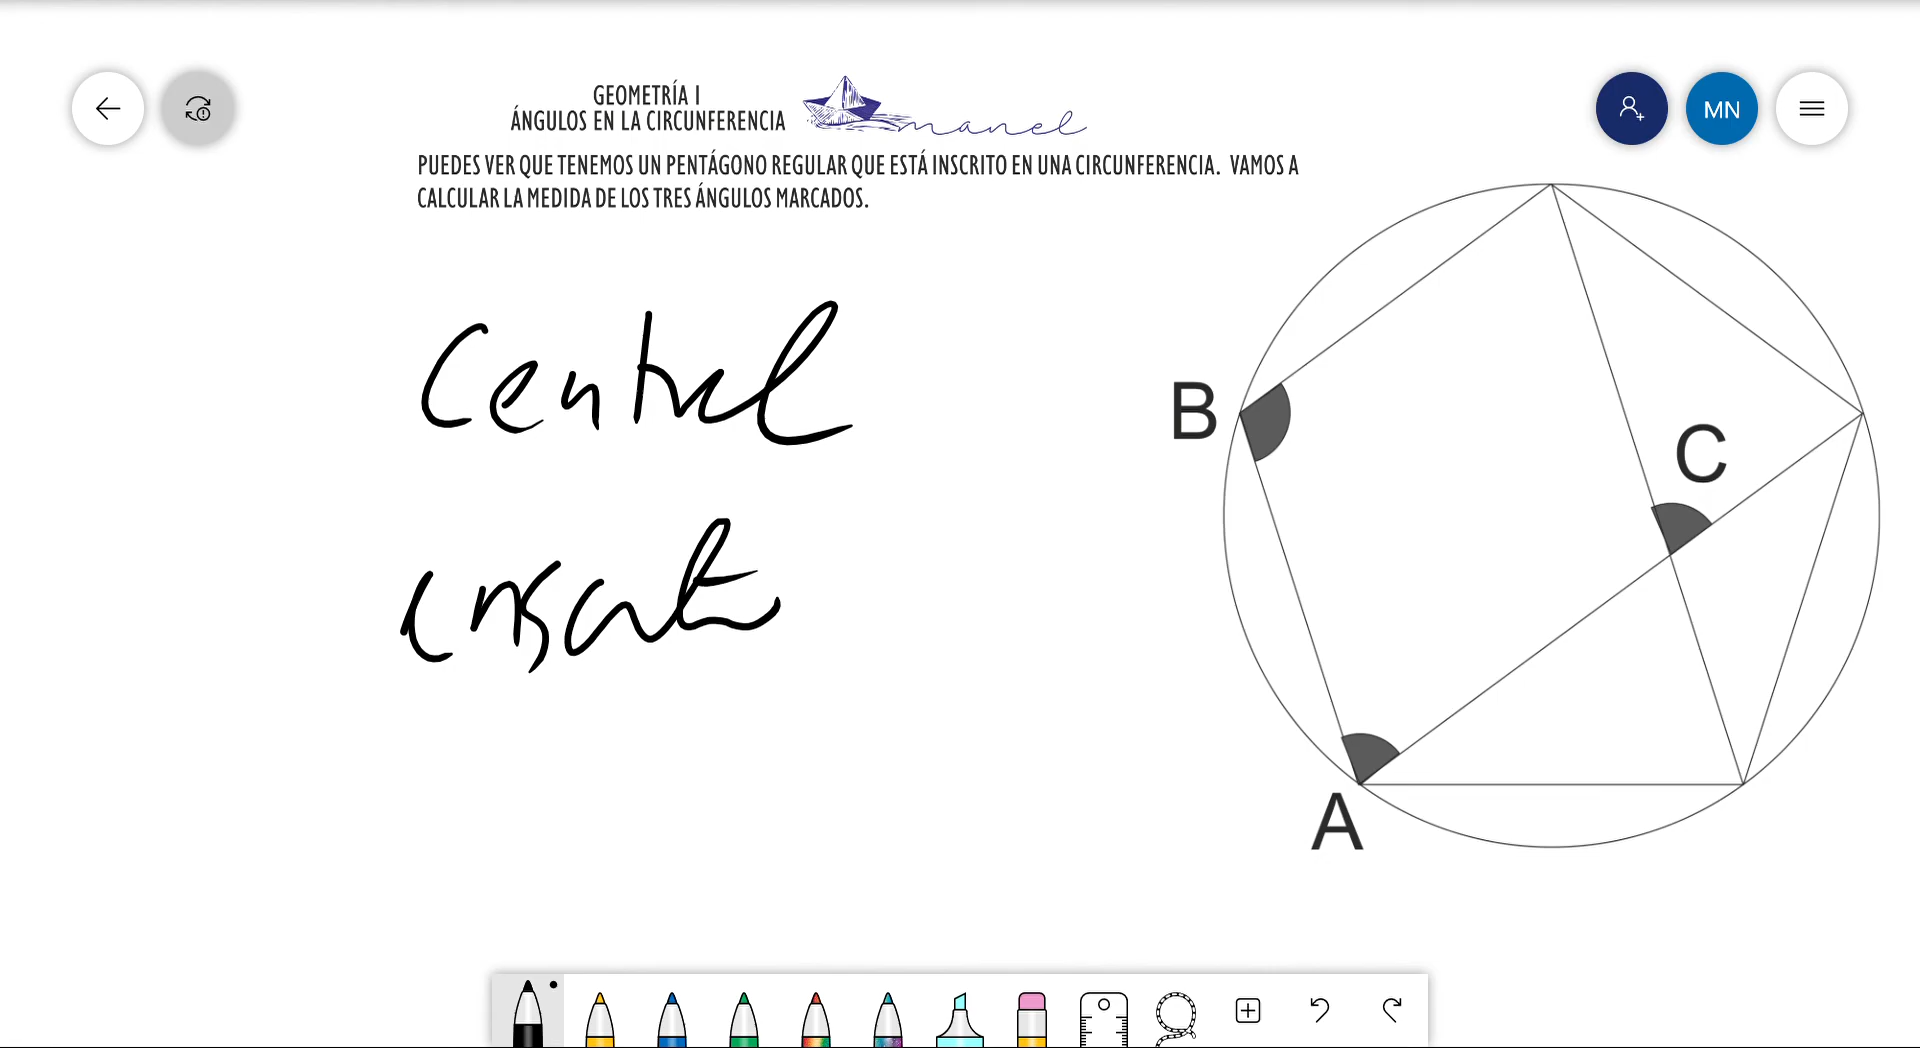 GEOMETRÍA I
ÁNGULOS EN LA CIRCUNFERENCIA
manel
MN
PUEDES VER QUE TENEMOS UN PENTÁGONO REGULAR QUE ESTÁ INSCRITO EN UNA CIRCUNFERENCIA. VAMOS A
CALCULAR LA MEDIDA DE LOS TRES ÁNGULOS MARCADOS.
Central
B
C
A